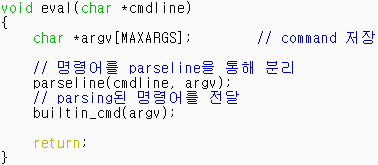 void eval(char *cmdline)
{
    char *argv[MAXARGS];        // command 저장

    // 명령어를 parseline을 통해 분리
    parseline(cmdline, argv);
    // parsing된 명령어를 전달
    builtin_cmd(argv);

    return;
}